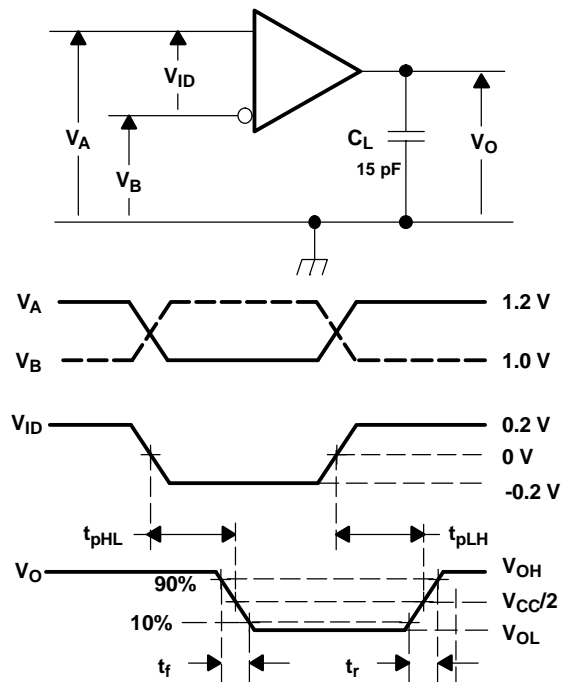 V_ID
V_A
V_B
C_L
15 pF
V_O
V_A
1.2 V
V_B
1.0 V
V_ID
0.2 V
0 V
-0.2 V
t_pHL
t_pLH
V_O
V_OH
90%
V_CC/2
10%
V_OL
t_f
t_r